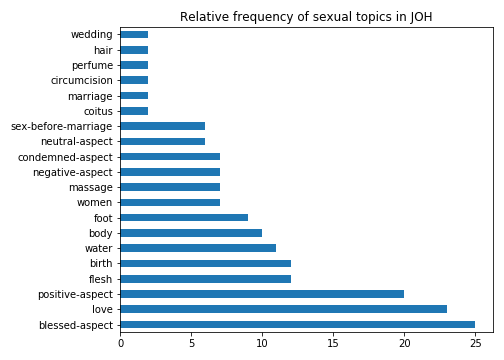 Relative frequency of sexual topics in JOH
wedding
hair
perfume
circumcision
marriage
coitus
sex-before-marriage
neutral-aspect
condemned-aspect
negative-aspect
massage
women
foot
body
water
birth
flesh
positive-aspect
love
blessed-aspect
0 5 10 15 20 25